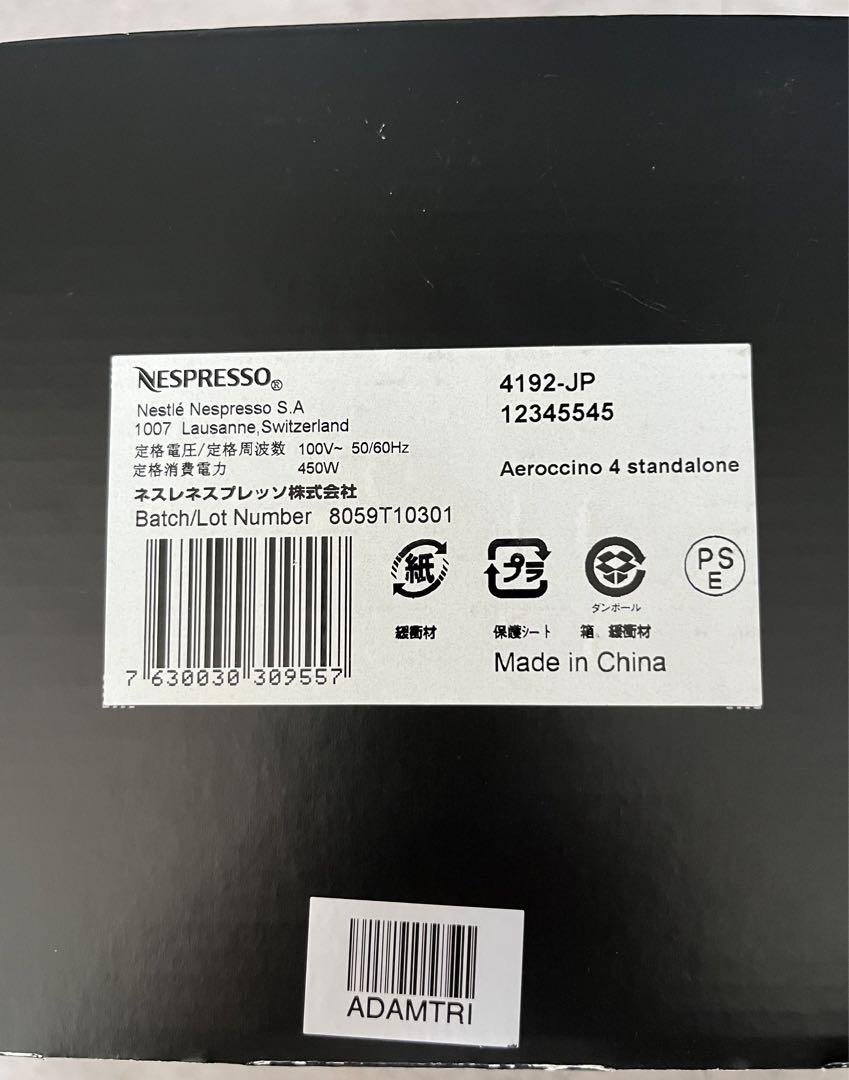 NESPRESSO®
Nestlé Nespresso S.A
1007 Lausanne,Switzerland
定格電圧/定格周波数 100V~ 50/60Hz
定格消費電力 450W
ネスレネスプレッソ株式会社
Batch/Lot Number 8059T10301
7 630030 309557
4192-JP
12345545
Aeroccino 4 standalone
紙
緩衝材
プラ
保護シート
ダンボール
箱、緩衝材
PS
E
Made in China
ADAMTRI